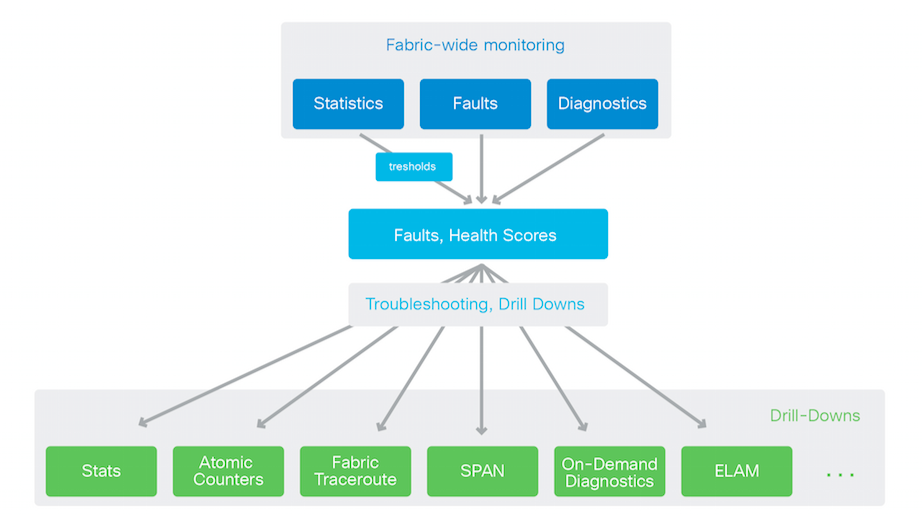 Fabric-wide monitoring
Statistics
Faults
Diagnostics
tresholds
Faults, Health Scores
Troubleshooting, Drill Downs
Drill-Downs
Stats
Atomic
Counters
Fabric
Traceroute
SPAN
On-Demand
Diagnostics
ELAM
...